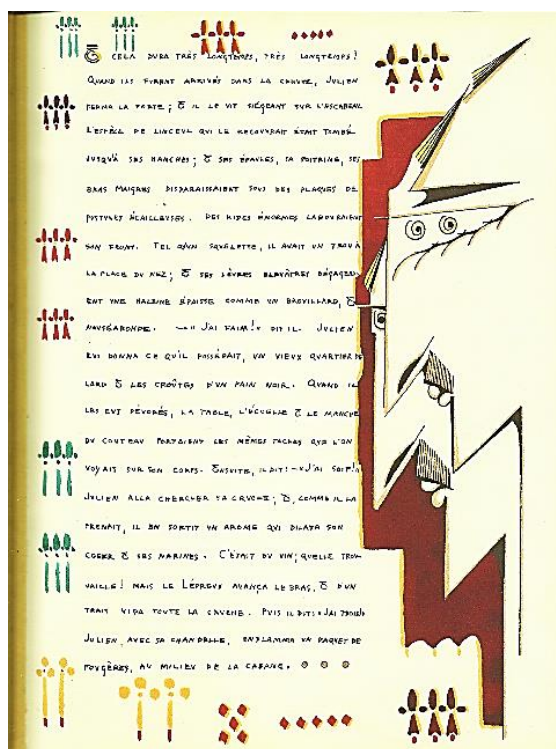 & CELA DURA TRÈS LONGTEMPS, TRÈS LONGTEMPS!
QUAND ILS FURENT ARRIVÉS DANS LA CAHUTE, JULIEN
FERMA LA PORTE; & IL LE VIT SIÉGEANT SUR L'ESCABEAU.
L'ESPÈCE DE LINCEUL QUI LE RECOUVRAIT ÉTAIT TOMBÉ
JUSQU'À SES HANCHES; & SES ÉPAULES, SA POITRINE, SES
BRAS MAIGRES DISPARAISSAIENT SOUS DES PLAQUES DE
PUSTULES ÉCAILLEUSES. DES RIDES ÉNORMES LABOURAIENT
SON FRONT. TEL QU'UN SQUELETTE, IL AVAIT UN TROU À
LA PLACE DU NEZ; & SES LÈVRES BLEUÂTRES DÉGAGEAI-
ENT UNE HALEINE ÉPAISSE COMME UN BROUILLARD, &
NAUSÉABONDE. — « J'AI FAIM! » DIT IL. JULIEN
LUI DONNA CE QU'IL POSSÉDAIT, UN VIEUX QUARTIER DE
LARD & LES CROÛTES D'UN PAIN NOIR. QUAND IL
LES EUT DÉVORÉS, LA TABLE, L'ÉCUELLE & LE MANCHE
DU COUTEAU PORTAIENT LES MÊMES TACHES QUE L'ON
VOYAIS SUR SON CORPS. ENSUITE, IL DIT: — « J'AI SOIF! »
JULIEN ALLA CHERCHER SA CRUCHE; &, COMME IL LA
PRENAIT, IL EN SORTIT UN AROME QUI DILATA SON
COEUR & SES NARINES. C'ÉTAIT DU VIN; QUELLE TROU-
VAILLE! MAIS LE LÉPREUX AVANÇA LE BRAS, & D'UN
TRAIT VIDA TOUTE LA CRUCHE. PUIS IL DIT: « J'AI FROID! »
JULIEN, AVEC SA CHANDELLE, ENFLAMMA UN PAQUET DE
FOUGÈRES, AU MILIEU DE LA CABANE.